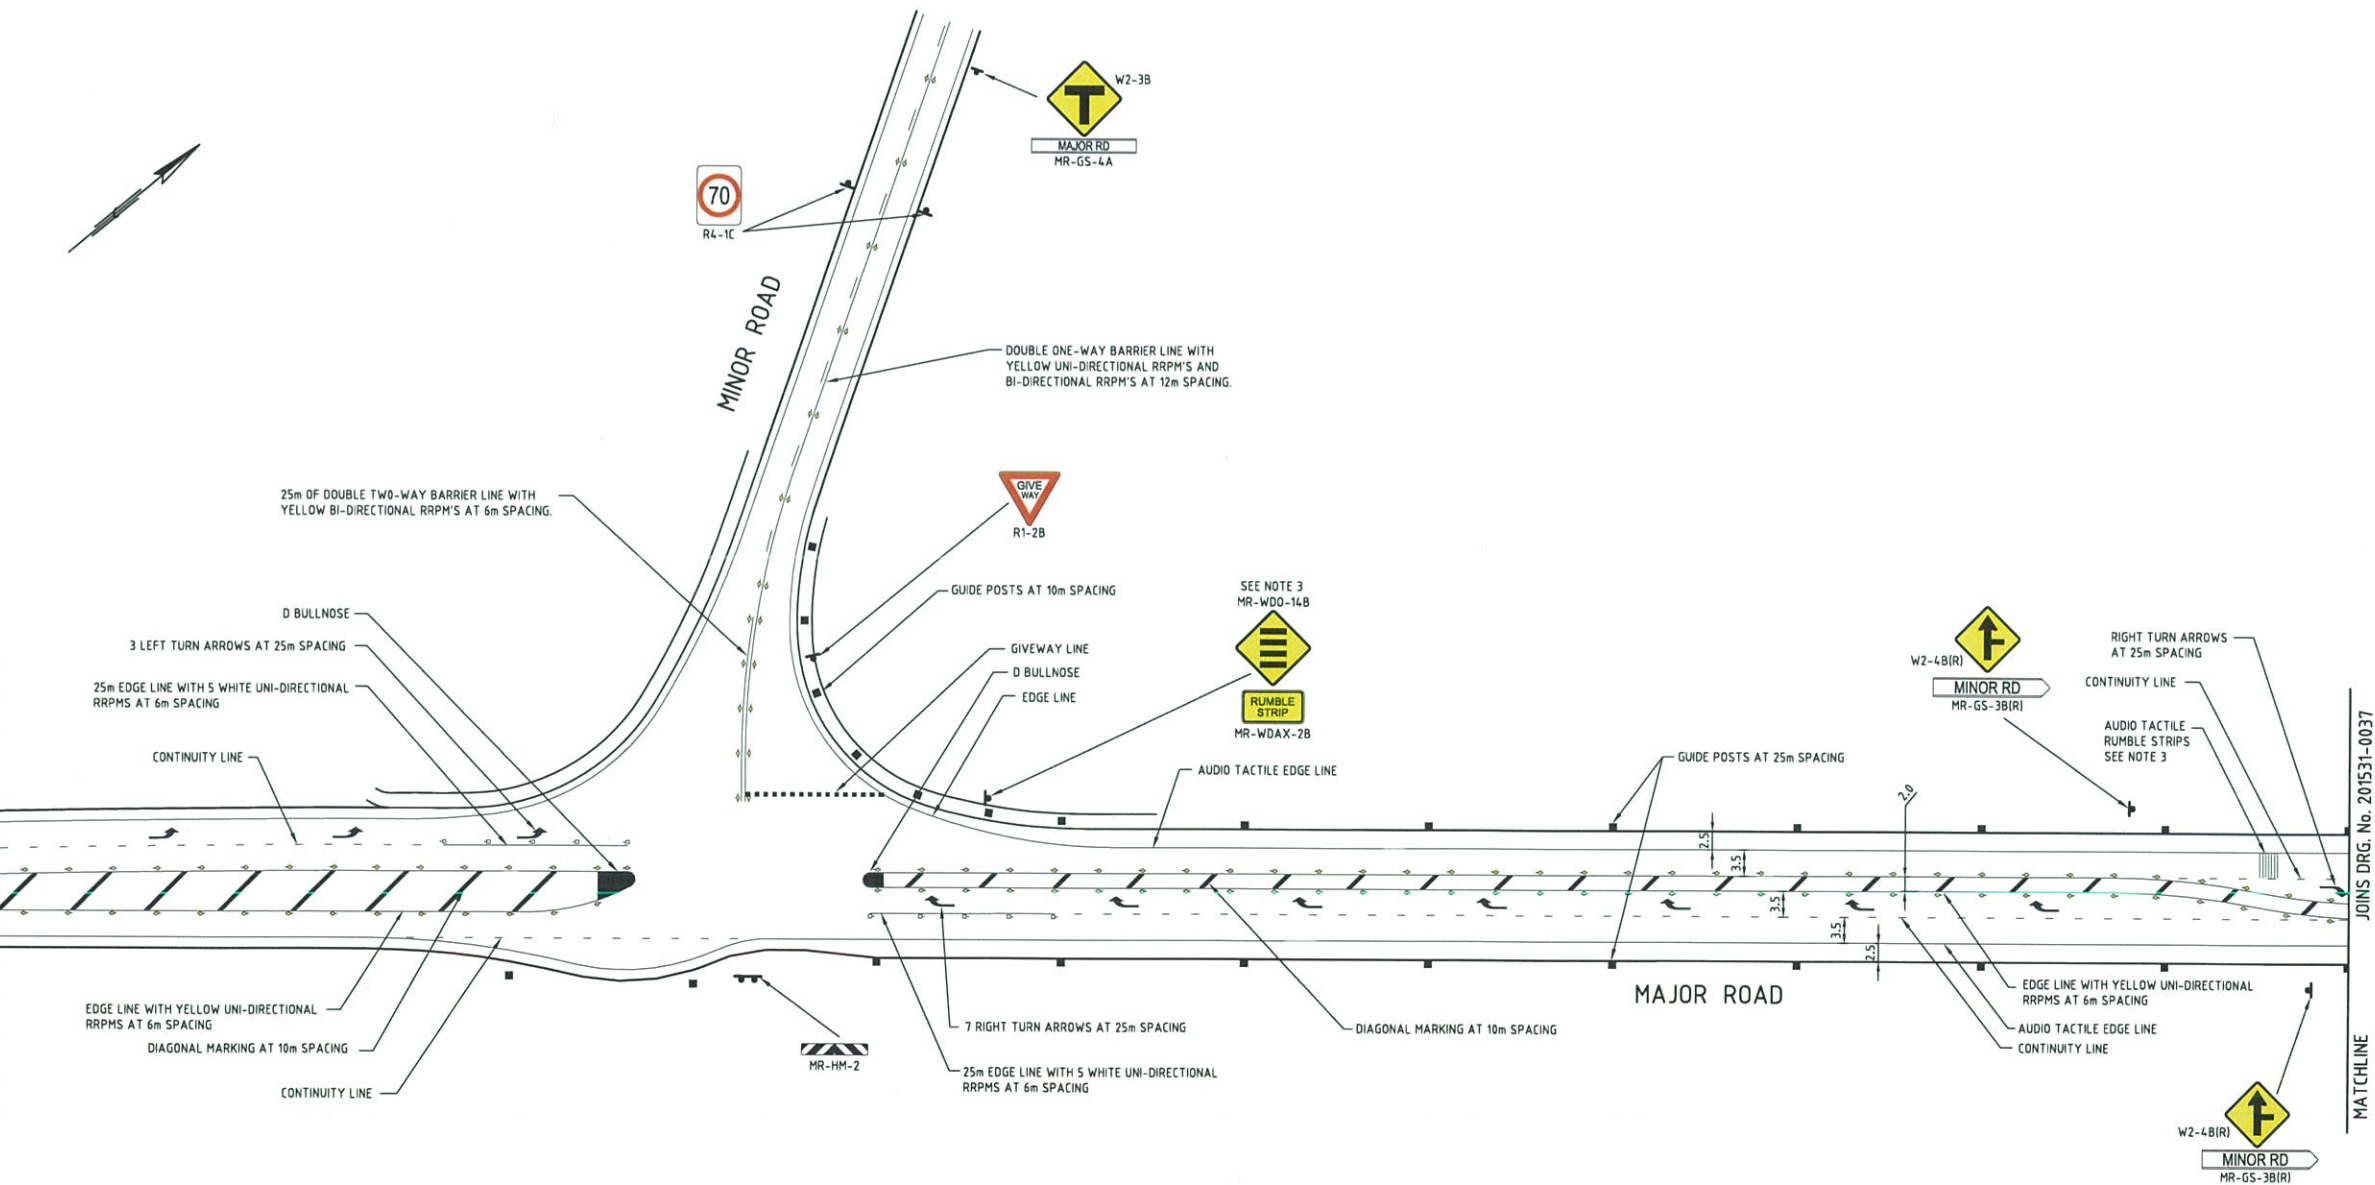 W2-3B
MAJOR RD
MR-GS-4A
70
R4-1C
MINOR ROAD
DOUBLE ONE-WAY BARRIER LINE WITH
YELLOW UNI-DIRECTIONAL RRPM'S AND
BI-DIRECTIONAL RRPM'S AT 12m SPACING.
25m OF DOUBLE TWO-WAY BARRIER LINE WITH
YELLOW BI-DIRECTIONAL RRPM'S AT 6m SPACING.
GIVE
WAY
R1-2B
GUIDE POSTS AT 10m SPACING
SEE NOTE 3
MR-WDO-14B
RUMBLE
STRIP
MR-WDAX-2B
D BULLNOSE
3 LEFT TURN ARROWS AT 25m SPACING
25m EDGE LINE WITH 5 WHITE UNI-DIRECTIONAL
RRPMS AT 6m SPACING
CONTINUITY LINE
GIVEWAY LINE
D BULLNOSE
EDGE LINE
AUDIO TACTILE EDGE LINE
GUIDE POSTS AT 25m SPACING
W2-4B(R)
MINOR RD
MR-GS-3B(R)
RIGHT TURN ARROWS
AT 25m SPACING
CONTINUITY LINE
AUDIO TACTILE
RUMBLE STRIPS
SEE NOTE 3
JOINS DRG. No. 201531-0037
MATCHLINE
2.0
2.5
3.5
3.5
3.5
2.5
MAJOR ROAD
EDGE LINE WITH YELLOW UNI-DIRECTIONAL
RRPMS AT 6m SPACING
DIAGONAL MARKING AT 10m SPACING
CONTINUITY LINE
MR-HM-2
7 RIGHT TURN ARROWS AT 25m SPACING
25m EDGE LINE WITH 5 WHITE UNI-DIRECTIONAL
RRPMS AT 6m SPACING
DIAGONAL MARKING AT 10m SPACING
EDGE LINE WITH YELLOW UNI-DIRECTIONAL
RRPMS AT 6m SPACING
AUDIO TACTILE EDGE LINE
CONTINUITY LINE
W2-4B(R)
MINOR RD
MR-GS-3B(R)